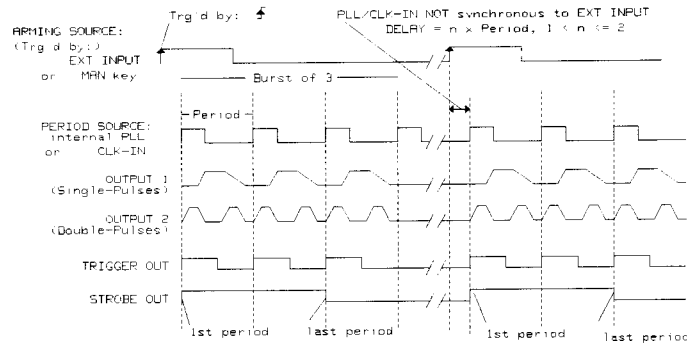 Trg'd by:
PLL/CLK-IN NOT synchronous to EXT INPUT
DELAY = n x Period, 1 < n <= 2
ARMING SOURCE:
(Trg'd by:)
EXT INPUT
or MAN key
Burst of 3
Period
PERIOD SOURCE:
internal PLL
or CLK-IN
OUTPUT 1
(Single-Pulses)
OUTPUT 2
(Double-Pulses)
TRIGGER OUT
STROBE OUT
1st period
last period
1st period
last period